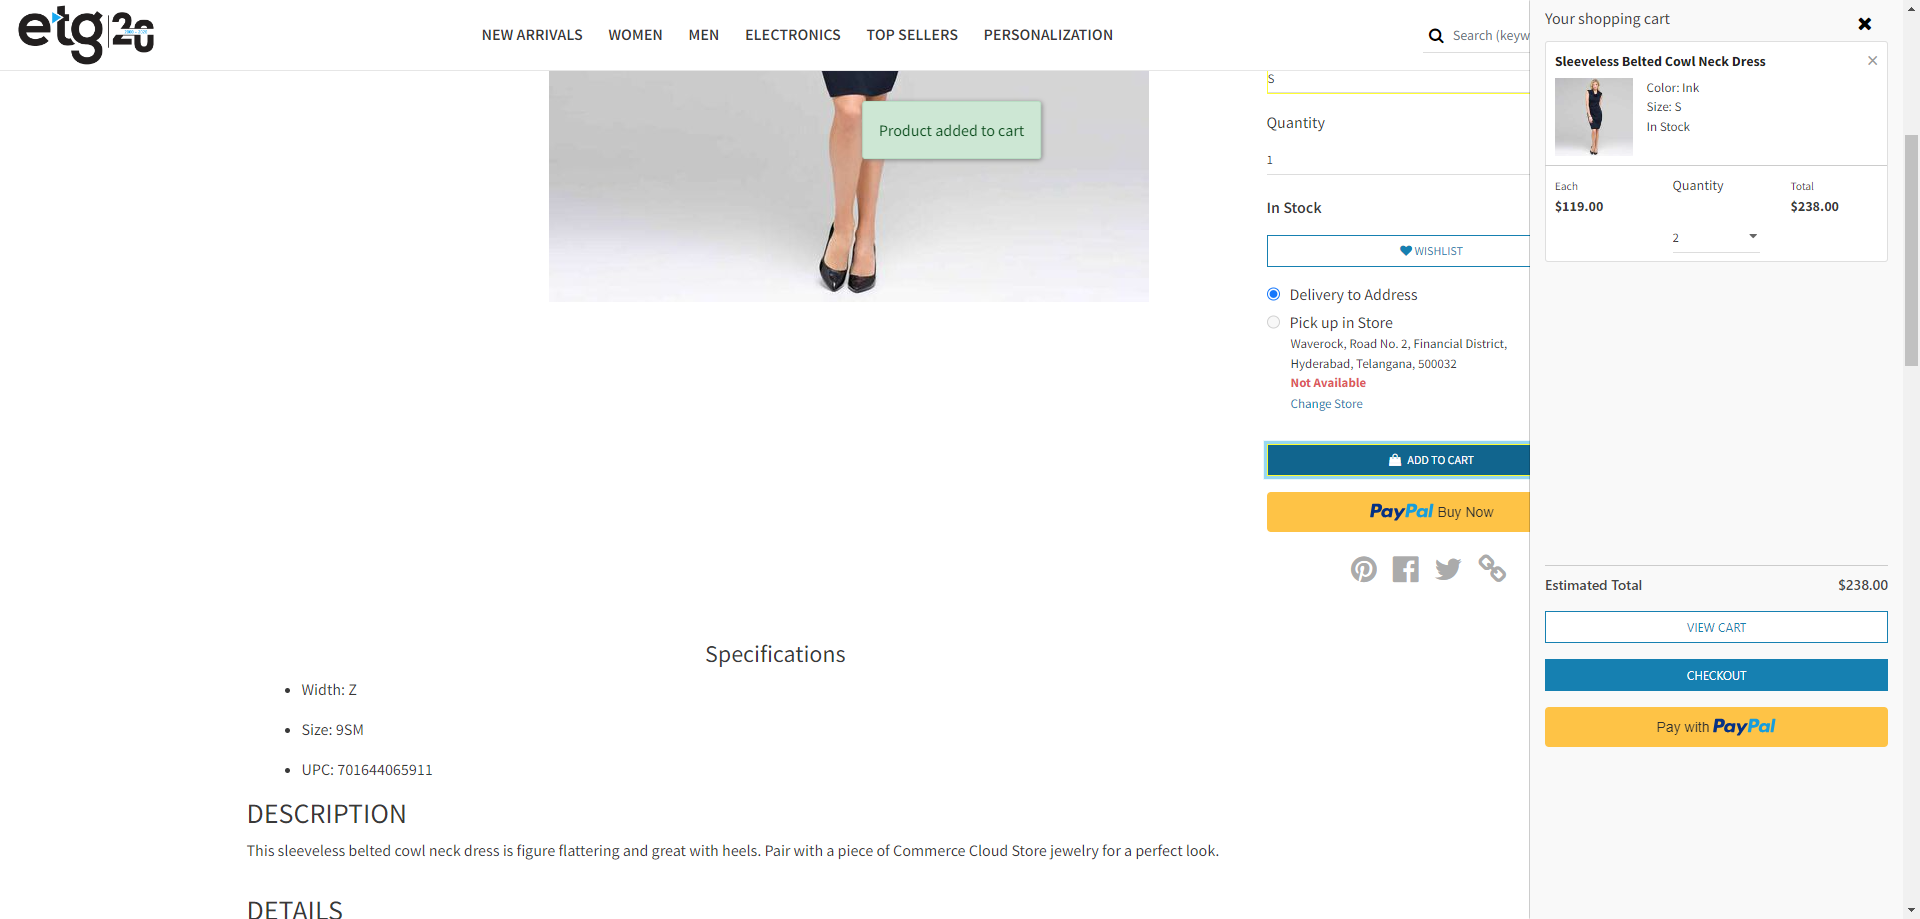 etg 20
2000 - 2020
NEW ARRIVALS
WOMEN
MEN
ELECTRONICS
TOP SELLERS
PERSONALIZATION
Search (keyw
S
Product added to cart
Quantity
1
In Stock
WISHLIST
Delivery to Address
Pick up in Store
Waverock, Road No. 2, Financial District,
Hyderabad, Telangana, 500032
Not Available
Change Store
ADD TO CART
PayPal Buy Now
Specifications
Width: Z
Size: 9SM
UPC: 701644065911
DESCRIPTION
This sleeveless belted cowl neck dress is figure flattering and great with heels. Pair with a piece of Commerce Cloud Store jewelry for a perfect look.
DETAILS
Your shopping cart
Sleeveless Belted Cowl Neck Dress
Color: Ink
Size: S
In Stock
Each
Quantity
Total
$119.00
$238.00
2
Estimated Total
$238.00
VIEW CART
CHECKOUT
Pay with PayPal